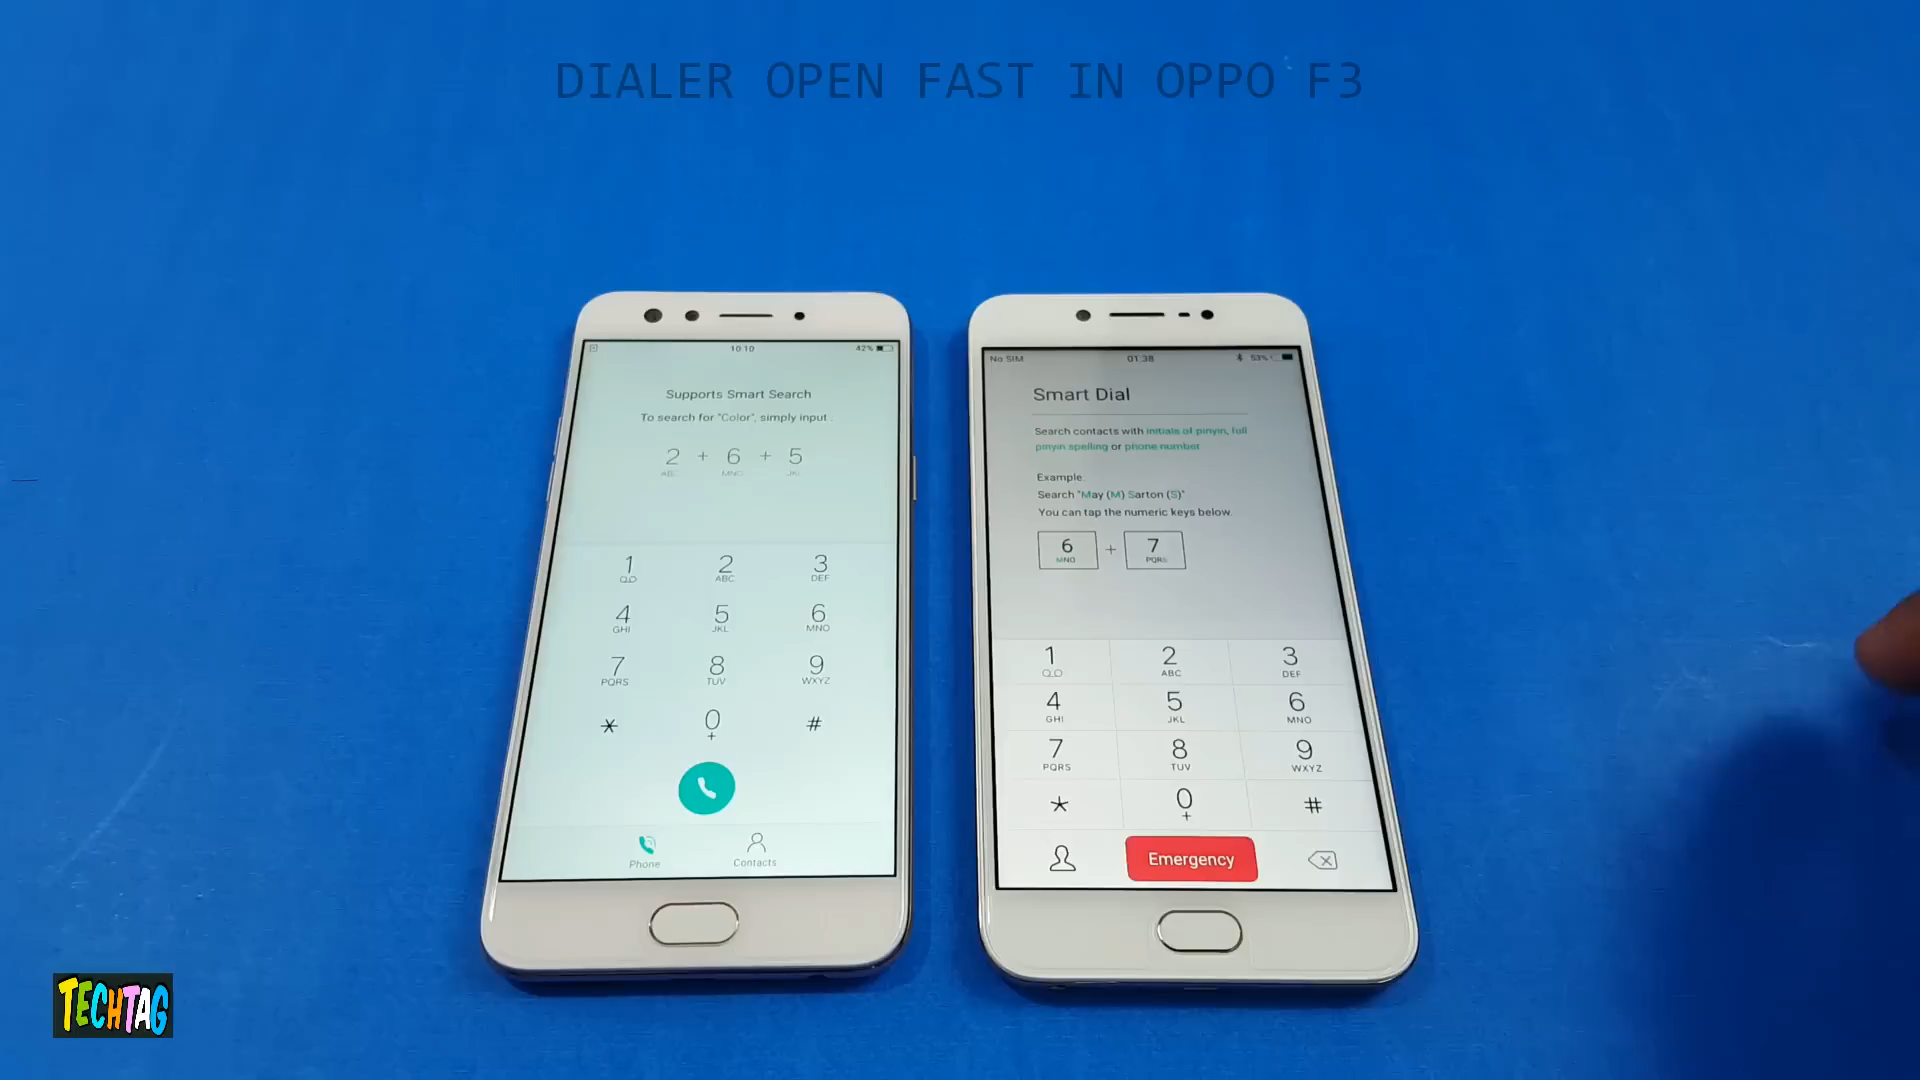 DIALER OPEN FAST IN OPPO F3
10:10
42%
Supports Smart Search
To search for "Color", simply input :
2 + 6 + 5
ABC MNO JKL
1 2 3
ABC DEF
4 5 6
GHI JKL MNO
7 8 9
PQRS TUV WXYZ
* 0 #
+
Phone Contacts
No SIM 01:38 53%
Smart Dial
Search contacts with initials of pinyin, full
pinyin spelling or phone number
Example:
Search "May (M) Sarton (S)"
You can tap the numeric keys below.
6 + 7
MNO PQRS
1 2 3
ABC DEF
4 5 6
GHI JKL MNO
7 8 9
PQRS TUV WXYZ
* 0 #
+
Emergency
TECHTAG